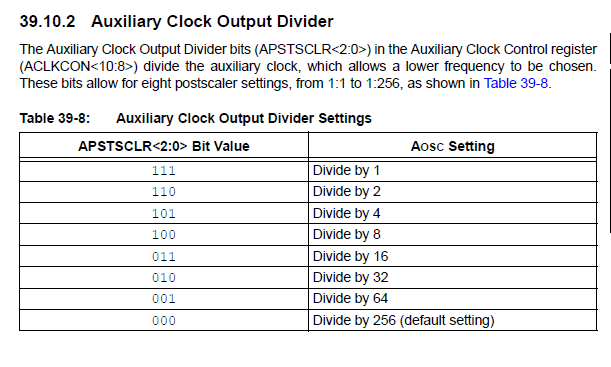 39.10.2 Auxiliary Clock Output Divider
The Auxiliary Clock Output Divider bits (APSTSCLR<2:0>) in the Auxiliary Clock Control register
(ACLKCON<10:8>) divide the auxiliary clock, which allows a lower frequency to be chosen.
These bits allow for eight postscaler settings, from 1:1 to 1:256, as shown in Table 39-8.
Table 39-8: Auxiliary Clock Output Divider Settings
APSTSCLR<2:0> Bit Value AOSC Setting
111 Divide by 1
110 Divide by 2
101 Divide by 4
100 Divide by 8
011 Divide by 16
010 Divide by 32
001 Divide by 64
000 Divide by 256 (default setting)